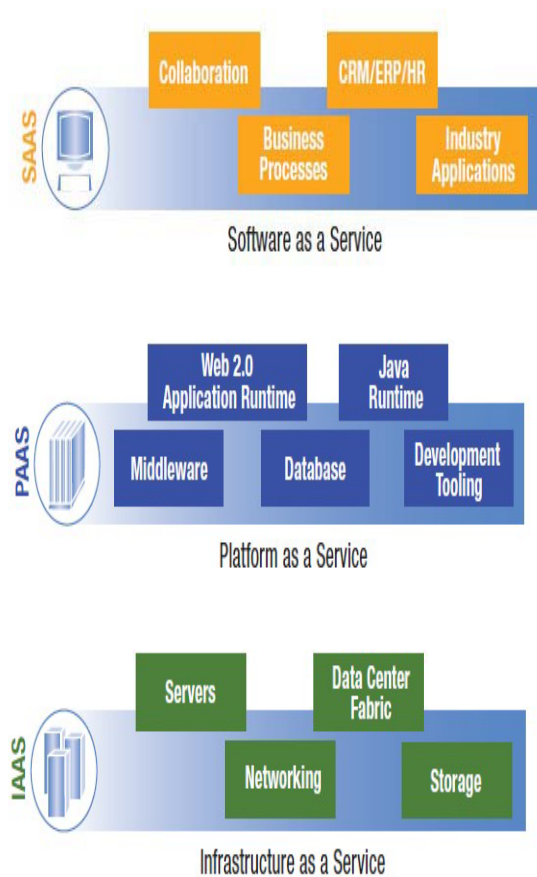 SAAS
Collaboration
CRM/ERP/HR
Business
Processes
Industry
Applications
Software as a Service
PAAS
Web 2.0
Application Runtime
Java
Runtime
Middleware
Database
Development
Tooling
Platform as a Service
IAAS
Servers
Data Center
Fabric
Networking
Storage
Infrastructure as a Service